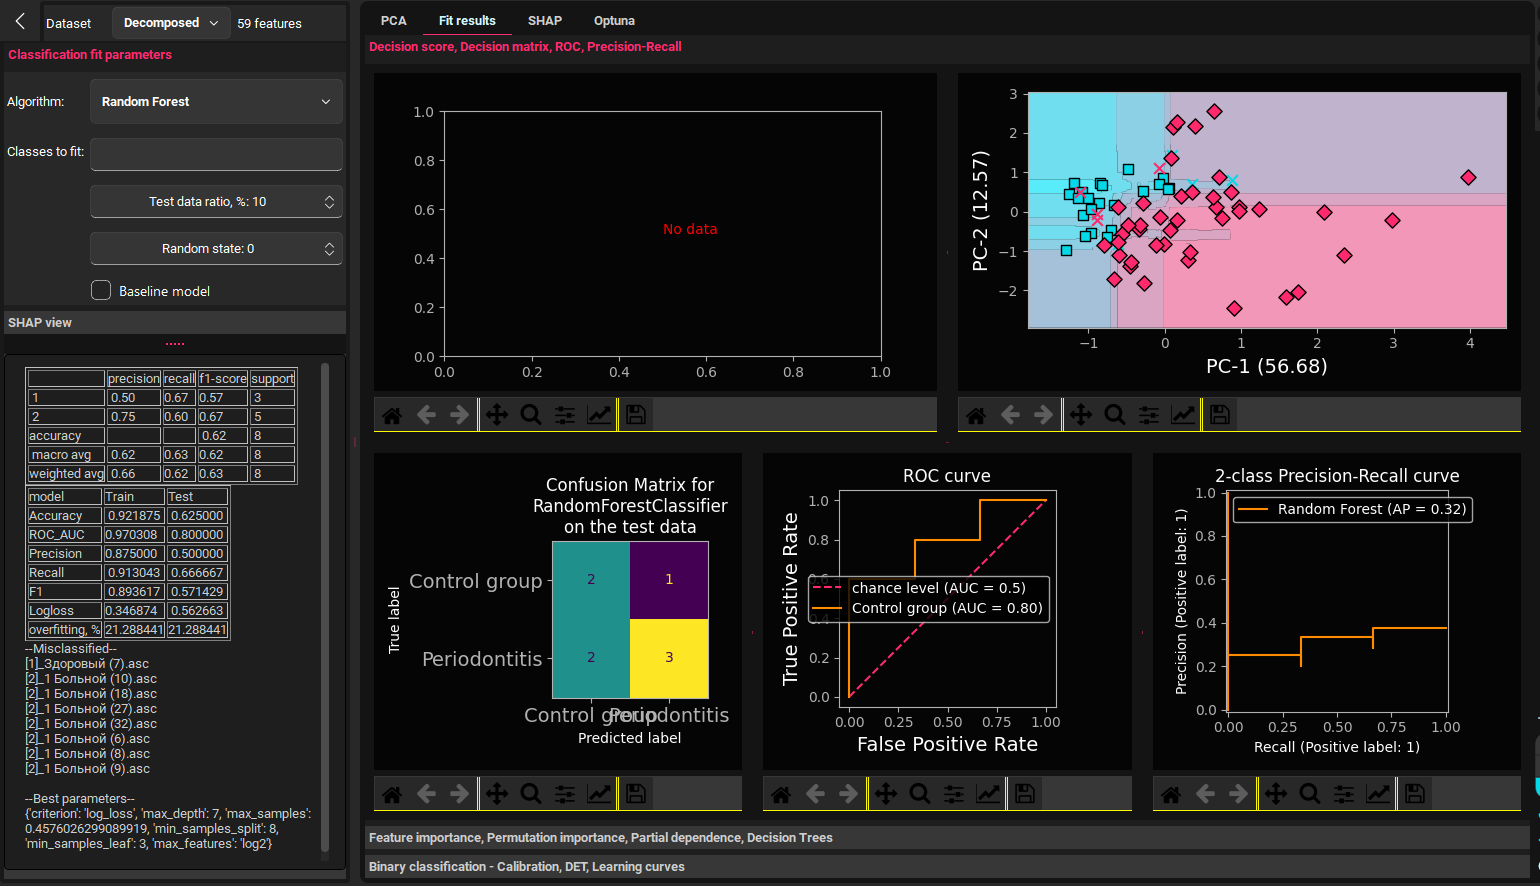 Dataset Decomposed 59 features
Classification fit parameters
Algorithm: Random Forest
Classes to fit:
Test data ratio, %: 10
Random state: 0
Baseline model
SHAP view
precision recall f1-score support
1 0.50 0.67 0.57 3
2 0.75 0.60 0.67 5
accuracy 0.62 8
macro avg 0.62 0.63 0.62 8
weighted avg 0.66 0.62 0.63 8
model Train Test
Accuracy 0.921875 0.625000
ROC_AUC 0.970308 0.800000
Precision 0.875000 0.500000
Recall 0.913043 0.666667
F1 0.893617 0.571429
Logloss 0.346874 0.562663
overfitting, % 21.288441 21.288441
--Misclassified--
[1]_Здоровый (7).asc
[2]_1 Больной (10).asc
[2]_1 Больной (18).asc
[2]_1 Больной (27).asc
[2]_1 Больной (32).asc
[2]_1 Больной (6).asc
[2]_1 Больной (8).asc
[2]_1 Больной (9).asc
--Best parameters--
{'criterion': 'log_loss', 'max_depth': 7, 'max_samples':
0.4576026299089919, 'min_samples_split': 8,
'min_samples_leaf': 3, 'max_features': 'log2'}
PCA Fit results SHAP Optuna
Decision score, Decision matrix, ROC, Precision-Recall
1.0
0.8
0.6
0.4
0.2
0.0
No data
0.0 0.2 0.4 0.6 0.8 1.0
PC-2 (12.57)
3
2
1
0
−1
−2
−1 0 1 2 3 4
PC-1 (56.68)
Confusion Matrix for
RandomForestClassifier
on the test data
True label
Control group 2 1
Periodontitis 2 3
Control group Periodontitis
Predicted label
ROC curve
True Positive Rate
1.0
0.8
0.6
0.4
0.2
0.0
chance level (AUC = 0.5)
Control group (AUC = 0.80)
0.00 0.25 0.50 0.75 1.00
False Positive Rate
2-class Precision-Recall curve
Precision (Positive label: 1)
1.0
0.8
0.6
0.4
0.2
0.0
Random Forest (AP = 0.32)
0.00 0.25 0.50 0.75 1.00
Recall (Positive label: 1)
Feature importance, Permutation importance, Partial dependence, Decision Trees
Binary classification - Calibration, DET, Learning curves